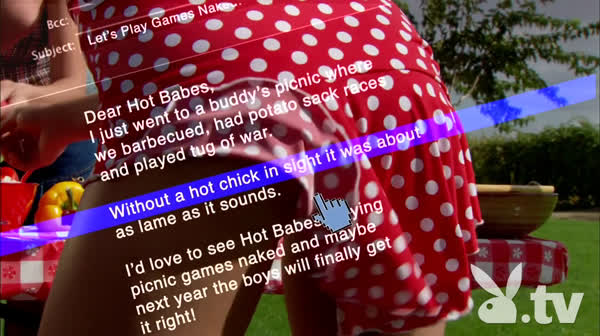 Bcc:
Subject: Let's Play Games Naked.
Dear Hot Babes,
I just went to a buddy's picnic where
we barbecued, had potato sack races
and played tug of war.
Without a hot chick in sight it was about
as lame as it sounds.
I'd love to see Hot Babes
picnic games naked and maybe
next year the boys will finally get
it right!
.tv